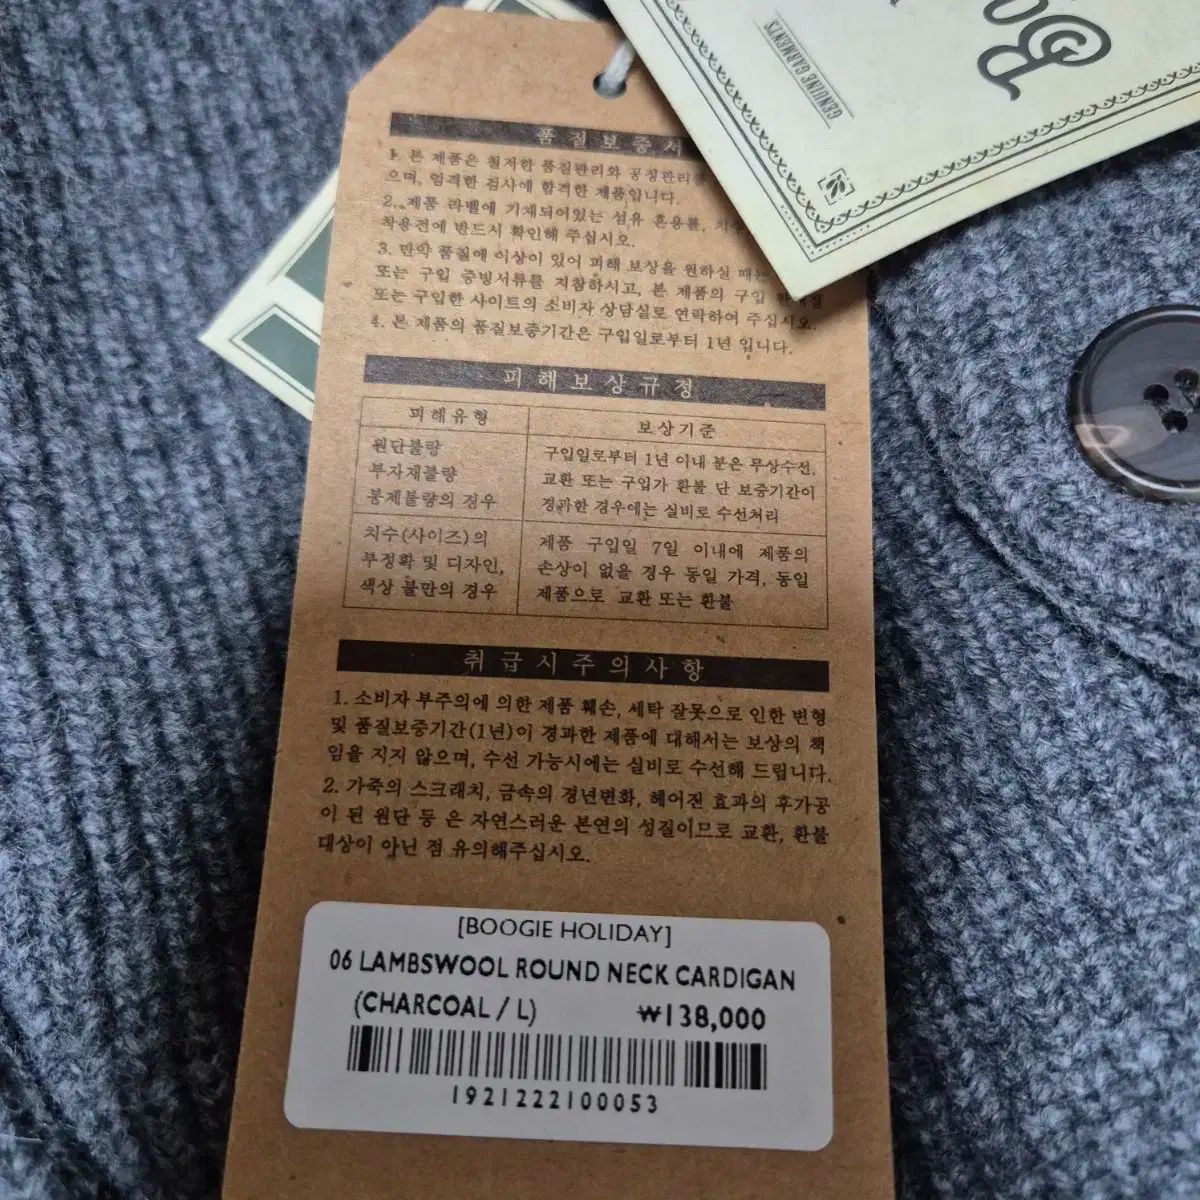 GENUINE GARMENTS
품질보증서
1. 본 제품은 철저한 품질관리와 공정관리를
으며, 엄격한 검사에 합격한 제품입니다.
2. 제품 라벨에 기재되어있는 섬유 혼용률, 치수
착용전에 반드시 확인해 주십시오.
3. 만약 품질에 이상이 있어 피해 보상을 원하실 때는
또는 구입 증빙서류를 지참하시고, 본 제품의 구입 판매점
또는 구입한 사이트의 소비자 상담실로 연락하여 주십시오.
4. 본 제품의 품질보증기간은 구입일로부터 1년 입니다.
피해보상규정
피해유형 보상기준
원단불량
부자재불량
봉제불량의 경우
구입일로부터 1년 이내 분은 무상수선,
교환 또는 구입가 환불 단 보증기간이
경과한 경우에는 실비로 수선처리
치수(사이즈)의
부정확 및 디자인,
색상 불만의 경우
제품 구입일 7일 이내에 제품의
손상이 없을 경우 동일 가격, 동일
제품으로 교환 또는 환불
취급시주의사항
1. 소비자 부주의에 의한 제품 훼손, 세탁 잘못으로 인한 변형
및 품질보증기간(1년)이 경과한 제품에 대해서는 보상의 책
임을 지지 않으며, 수선 가능시에는 실비로 수선해 드립니다.
2. 가죽의 스크래치, 금속의 경년변화, 헤어진 효과의 후가공
이 된 원단 등 은 자연스러운 본연의 성질이므로 교환, 환불
대상이 아닌 점 유의해주십시오.
[BOOGIE HOLIDAY]
06 LAMBSWOOL ROUND NECK CARDIGAN
(CHARCOAL / L) ₩138,000
1921222100053